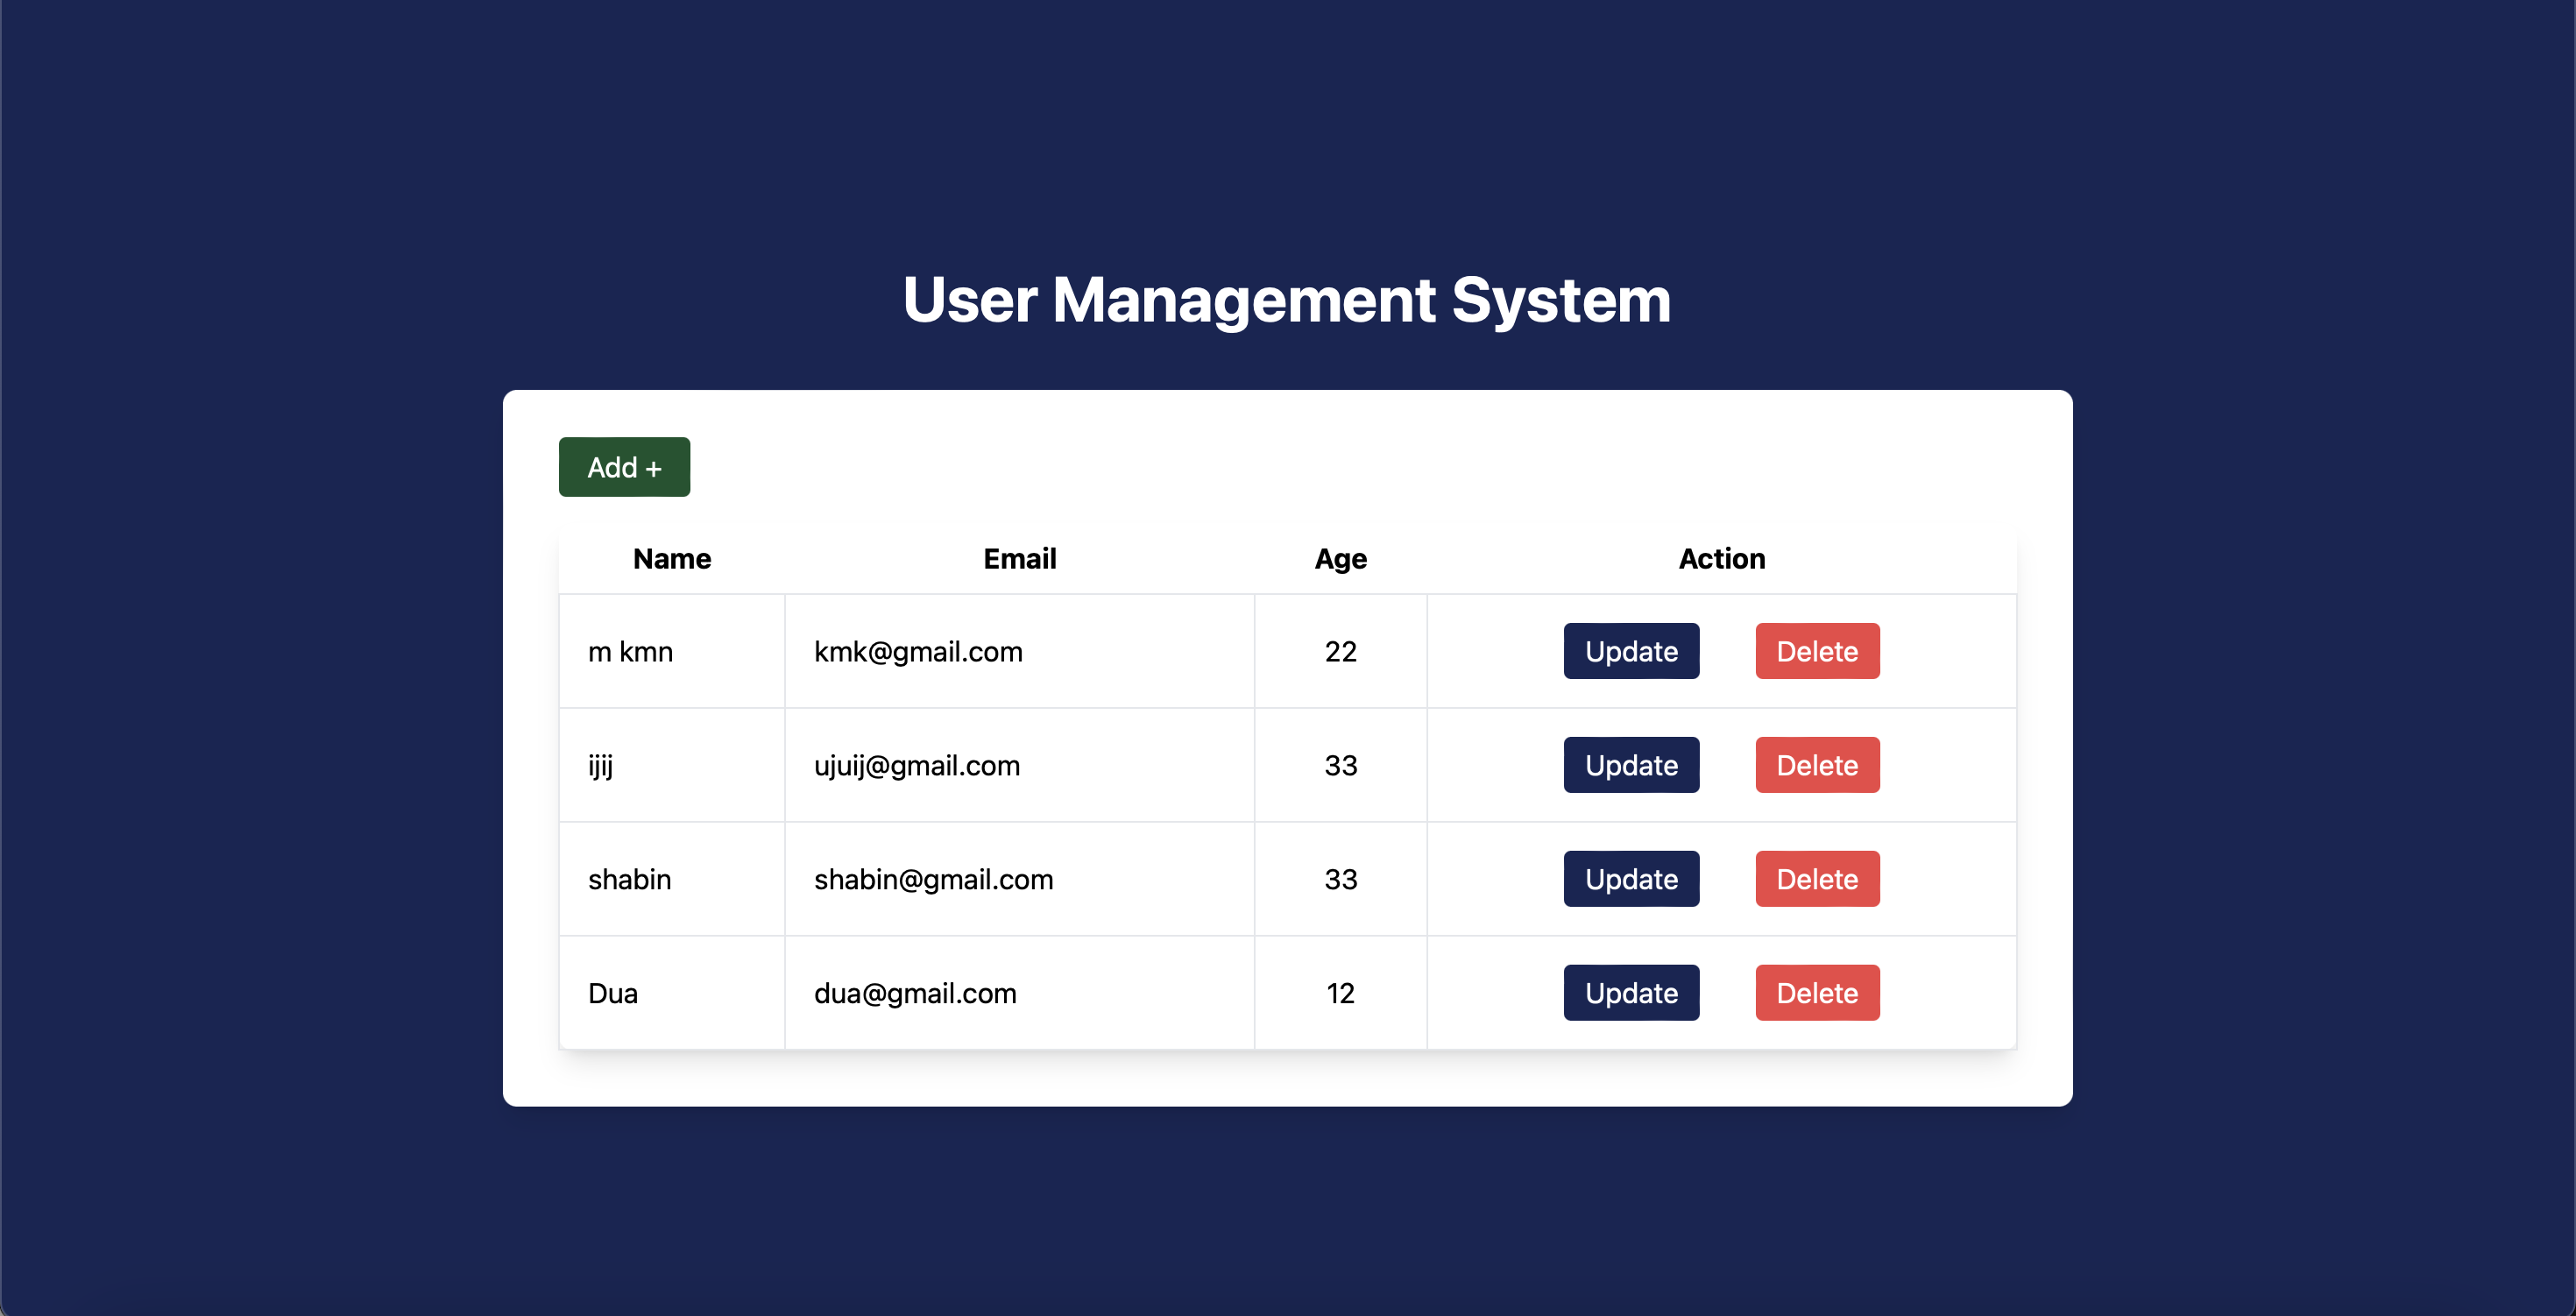 User Management System
Add +
Name Email Age Action
m kmn kmk@gmail.com 22 Update Delete
ijij ujuij@gmail.com 33 Update Delete
shabin shabin@gmail.com 33 Update Delete
Dua dua@gmail.com 12 Update Delete